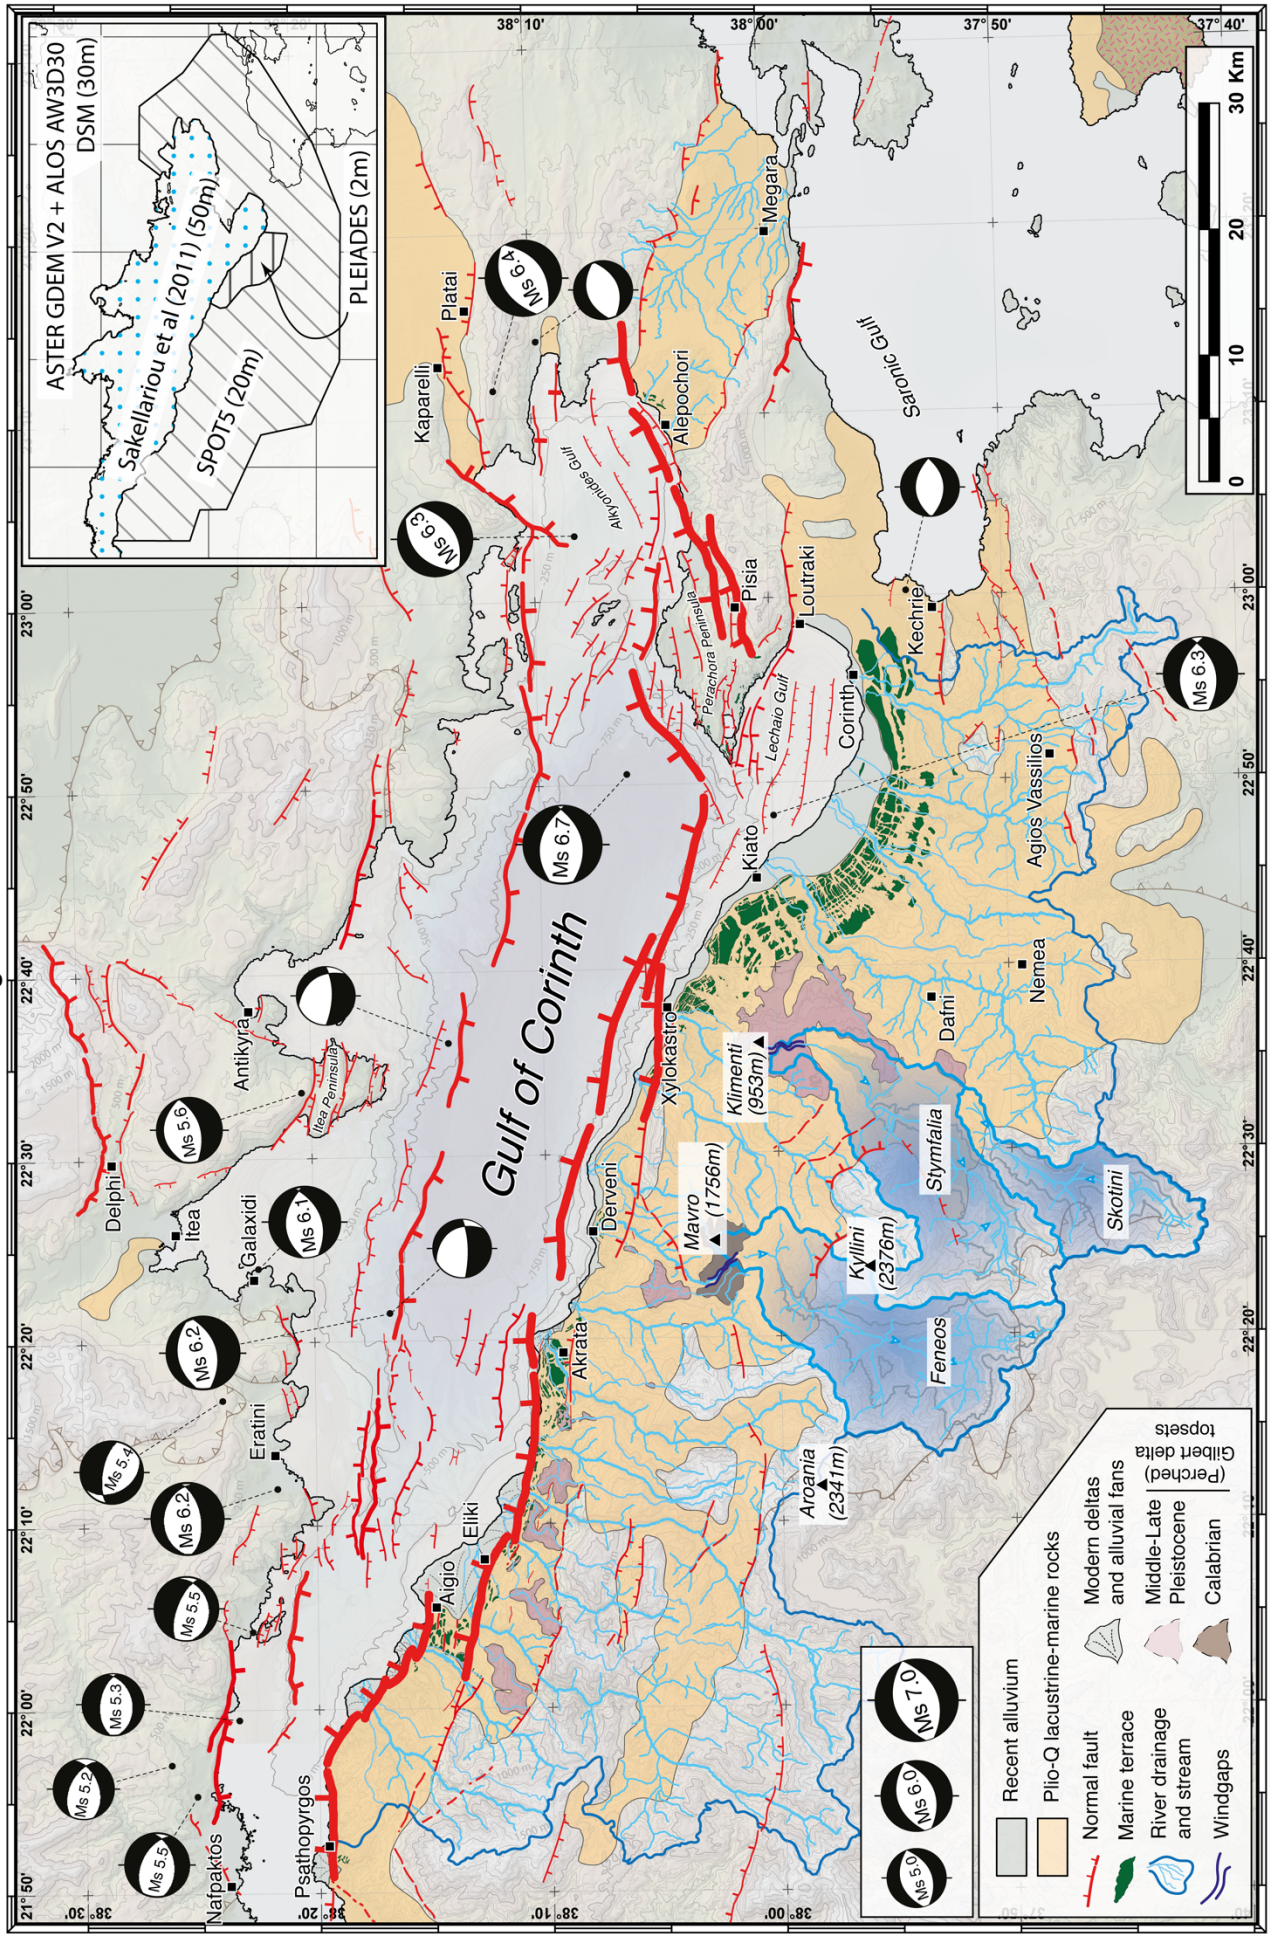 ASTER GDEM V2 + ALOS AW3D30
DSM (30m)
Sakellariou et al (2011) (50m)
SPOT5 (20m)
PLEIADES (2m)
21°50'
22°00'
22°10'
22°20'
22°30'
22°40'
22°50'
23°00'
38°30'
38°20'
38°10'
38°00'
37°50'
37°40'
Nafpaktos
Psathopyrgos
Aigio
Eliki
Eratini
Galaxidi
Itea
Delphi
Itea Peninsula
Antikyra
Akrata
Derveni
Xylokastro
Kiato
Corinth
Loutraki
Pisia
Perachora Peninsula
Lechaio Gulf
Alkyonides Gulf
Kaparelli
Platai
Alepochori
Megara
Saronic Gulf
Kechrie
Agios Vassilios
Nemea
Dafni
Gulf of Corinth
Mavro
(1756m)
Klimenti
(953m)
Kyllini
(2376m)
Aroania
(2341m)
Feneos
Stymfalia
Skotini
Ms 5.5
Ms 5.2
Ms 5.3
Ms 5.5
Ms 6.2
Ms 5.4
Ms 6.2
Ms 6.1
Ms 5.6
Ms 6.7
Ms 6.3
Ms 6.4
Ms 6.3
250 m
750 m
500 m
1000 m
1500 m
2000 m
Ms 5.0
Ms 6.0
Ms 7.0
Recent alluvium
Plio-Q lacustrine-marine rocks
Normal fault
Marine terrace
River drainage
and stream
Windgaps
Modern deltas
and alluvial fans
Middle-Late
Pleistocene
Calabrian
(Perched)
Gilbert delta
topsets
0
10
20
30 Km